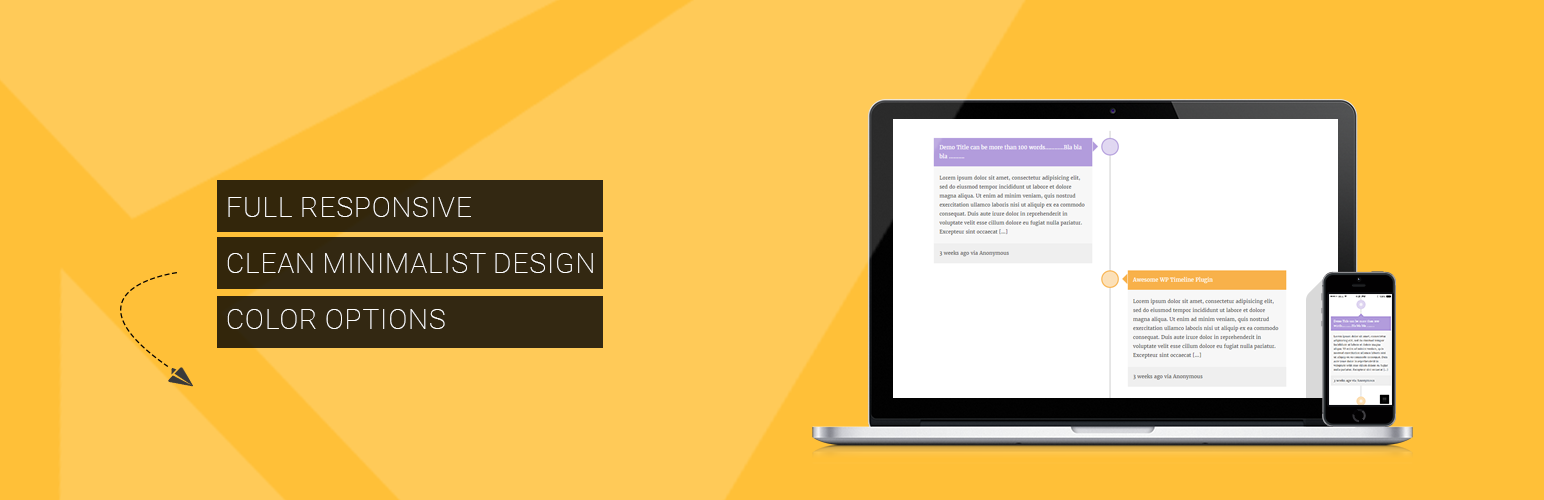 FULL RESPONSIVE
CLEAN MINIMALIST DESIGN
COLOR OPTIONS
Demo Title can be more than 100 words.............Bla bla
bla ..........
Lorem ipsum dolor sit amet, consectetur adipisicing elit,
sed do eiusmod tempor incididunt ut labore et dolore
magna aliqua. Ut enim ad minim veniam, quis nostrud
exercitation ullamco laboris nisi ut aliquip ex ea commodo
consequat. Duis aute irure dolor in reprehenderit in
voluptate velit esse cillum dolore eu fugiat nulla pariatur.
Excepteur sint occaecat [...]
3 weeks ago via Anonymous
Awesome WP Timeline Plugin
Lorem ipsum dolor sit amet, consectetur adipisicing elit,
sed do eiusmod tempor incididunt ut labore et dolore
magna aliqua. Ut enim ad minim veniam, quis nostrud
exercitation ullamco laboris nisi ut aliquip ex ea commodo
consequat. Duis aute irure dolor in reprehenderit in
voluptate velit esse cillum dolore eu fugiat nulla pariatur.
Excepteur sint occaecat [...]
3 weeks ago via Anonymous
3 weeks ago via Anonymous